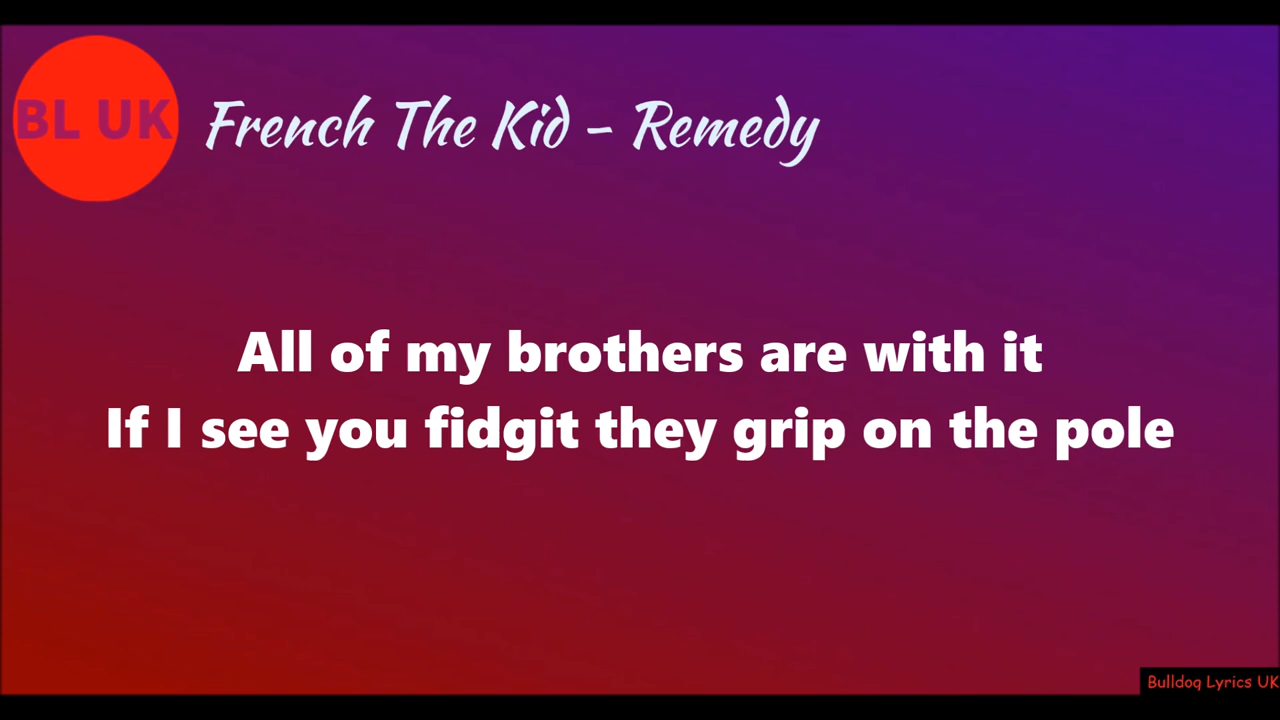 BL UK
French The Kid - Remedy
All of my brothers are with it
If I see you fidgit they grip on the pole
Bulldog Lyrics UK